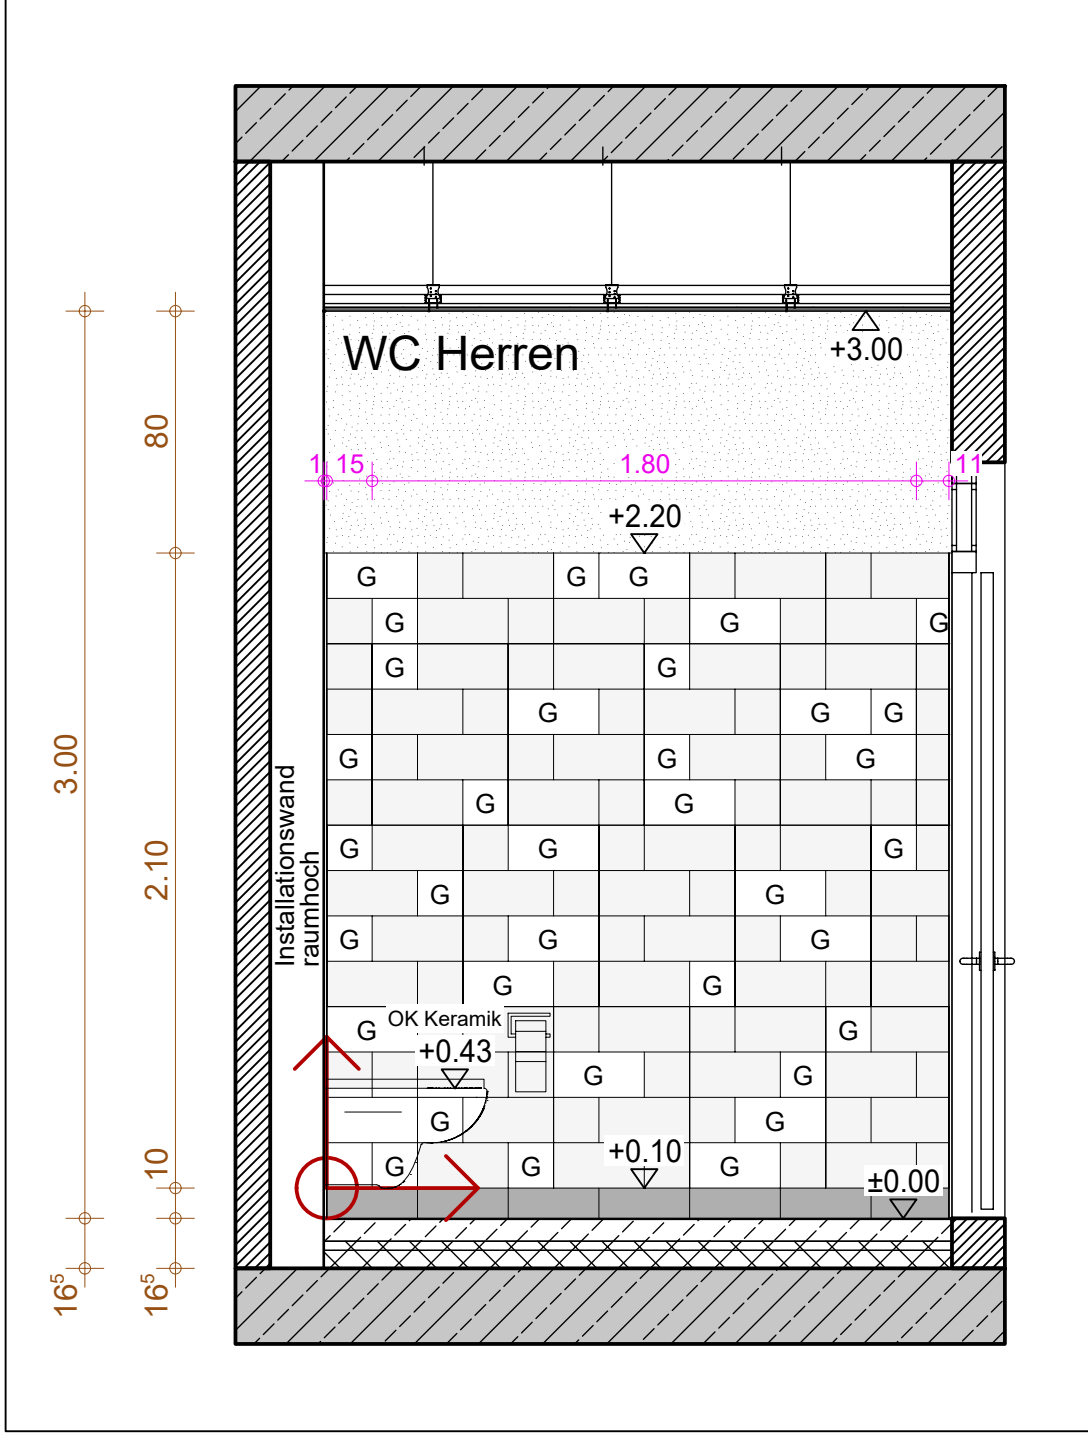 WC Herren
+3.00
80
1 15 1.80 11
+2.20
G G G
G G G
G G
G G G
3.00
G G G
G G
Installationswand
raumhoch
2.10
G G G
G G
G G G
G G
OK Keramik
G G
+0.43
G G
G G
10
G G G
+0.10
±0.00
16⁵ 16⁵